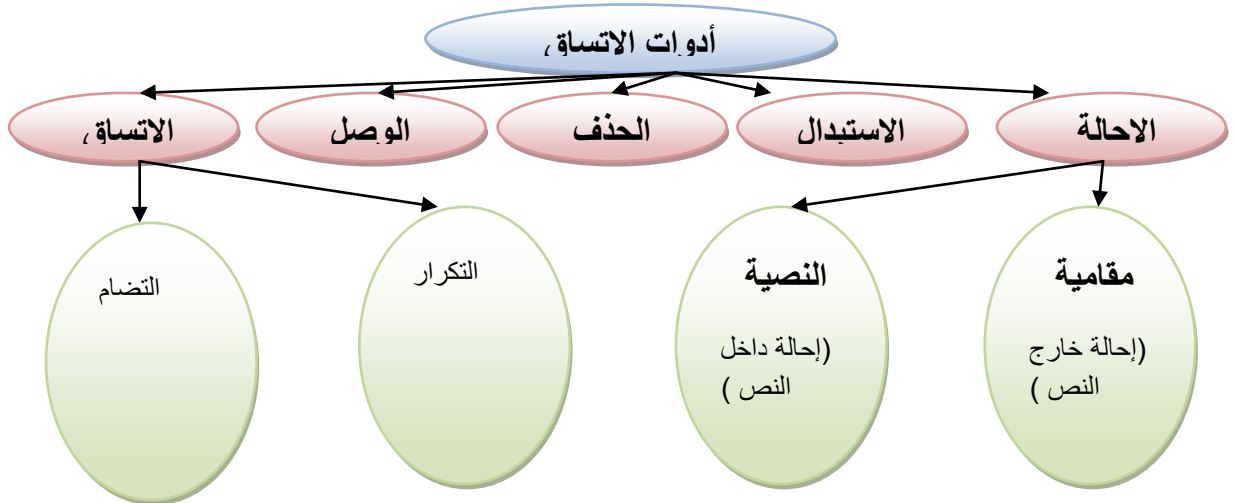 أدوات الاتساق
الاحالة
الاستبدال
الحذف
الوصل
الاتساق
مقامية
(إحالة خارج
النص )
النصية
(إحالة داخل
النص )
التكرار
التضام